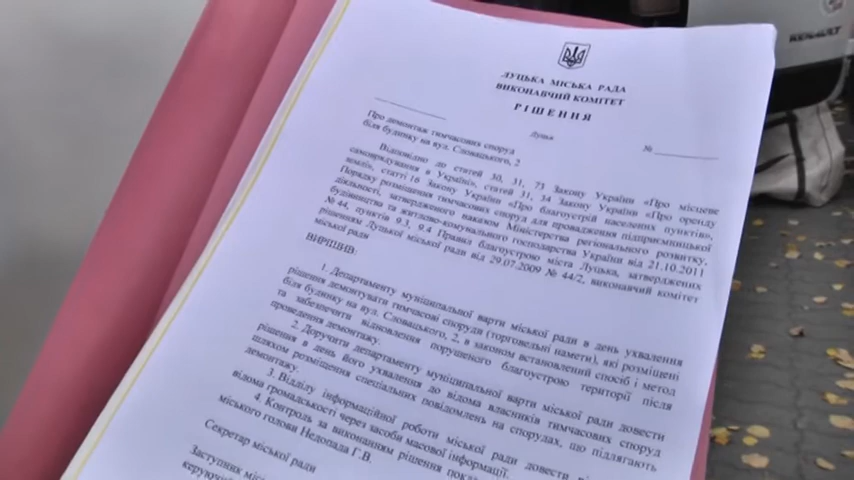 ЛУЦЬКА МІСЬКА РАДА
ВИКОНАВЧИЙ КОМІТЕТ
РІШЕННЯ
Луцьк
№
Про демонтаж тимчасових споруд
біля будинку на вул. Словацького, 2
Відповідно до статей 30, 31, 73 Закону України «Про місцеве
самоврядування в Україні», статей 31, 34 Закону України «Про оренду
землі», статті 16 Закону України «Про благоустрій населених пунктів»,
Порядку розміщення тимчасових споруд для провадження підприємницької
діяльності, затвердженого наказом Міністерства регіонального розвитку,
будівництва та житлово-комунального господарства України від 21.10.2011
№ 44, пунктів 9.3, 9.4 Правил благоустрою міста Луцька, затверджених
рішенням Луцької міської ради від 29.07.2009 № 44/2, виконавчий комітет
міської ради
ВИРІШИВ:
1. Департаменту муніципальної варти міської ради в день ухвалення
рішення демонтувати тимчасові споруди (торговельні намети), які розміщені
біля будинку на вул. Словацького, 2, в законом встановлений спосіб і метод
та забезпечити відновлення порушеного благоустрою території після
проведення демонтажу.
2. Доручити департаменту муніципальної варти міської ради довести
рішення в день його ухвалення до відома власників тимчасових споруд
шляхом розміщення спеціальних повідомлень на спорудах, що підлягають
демонтажу.
3. Відділу інформаційної роботи міської ради довести
відома громадськості через засоби масової інформації.
4. Контроль за виконанням рішення
міського голова Недопада Г.В.
Секретар міської ради
Заступник
RENAULT